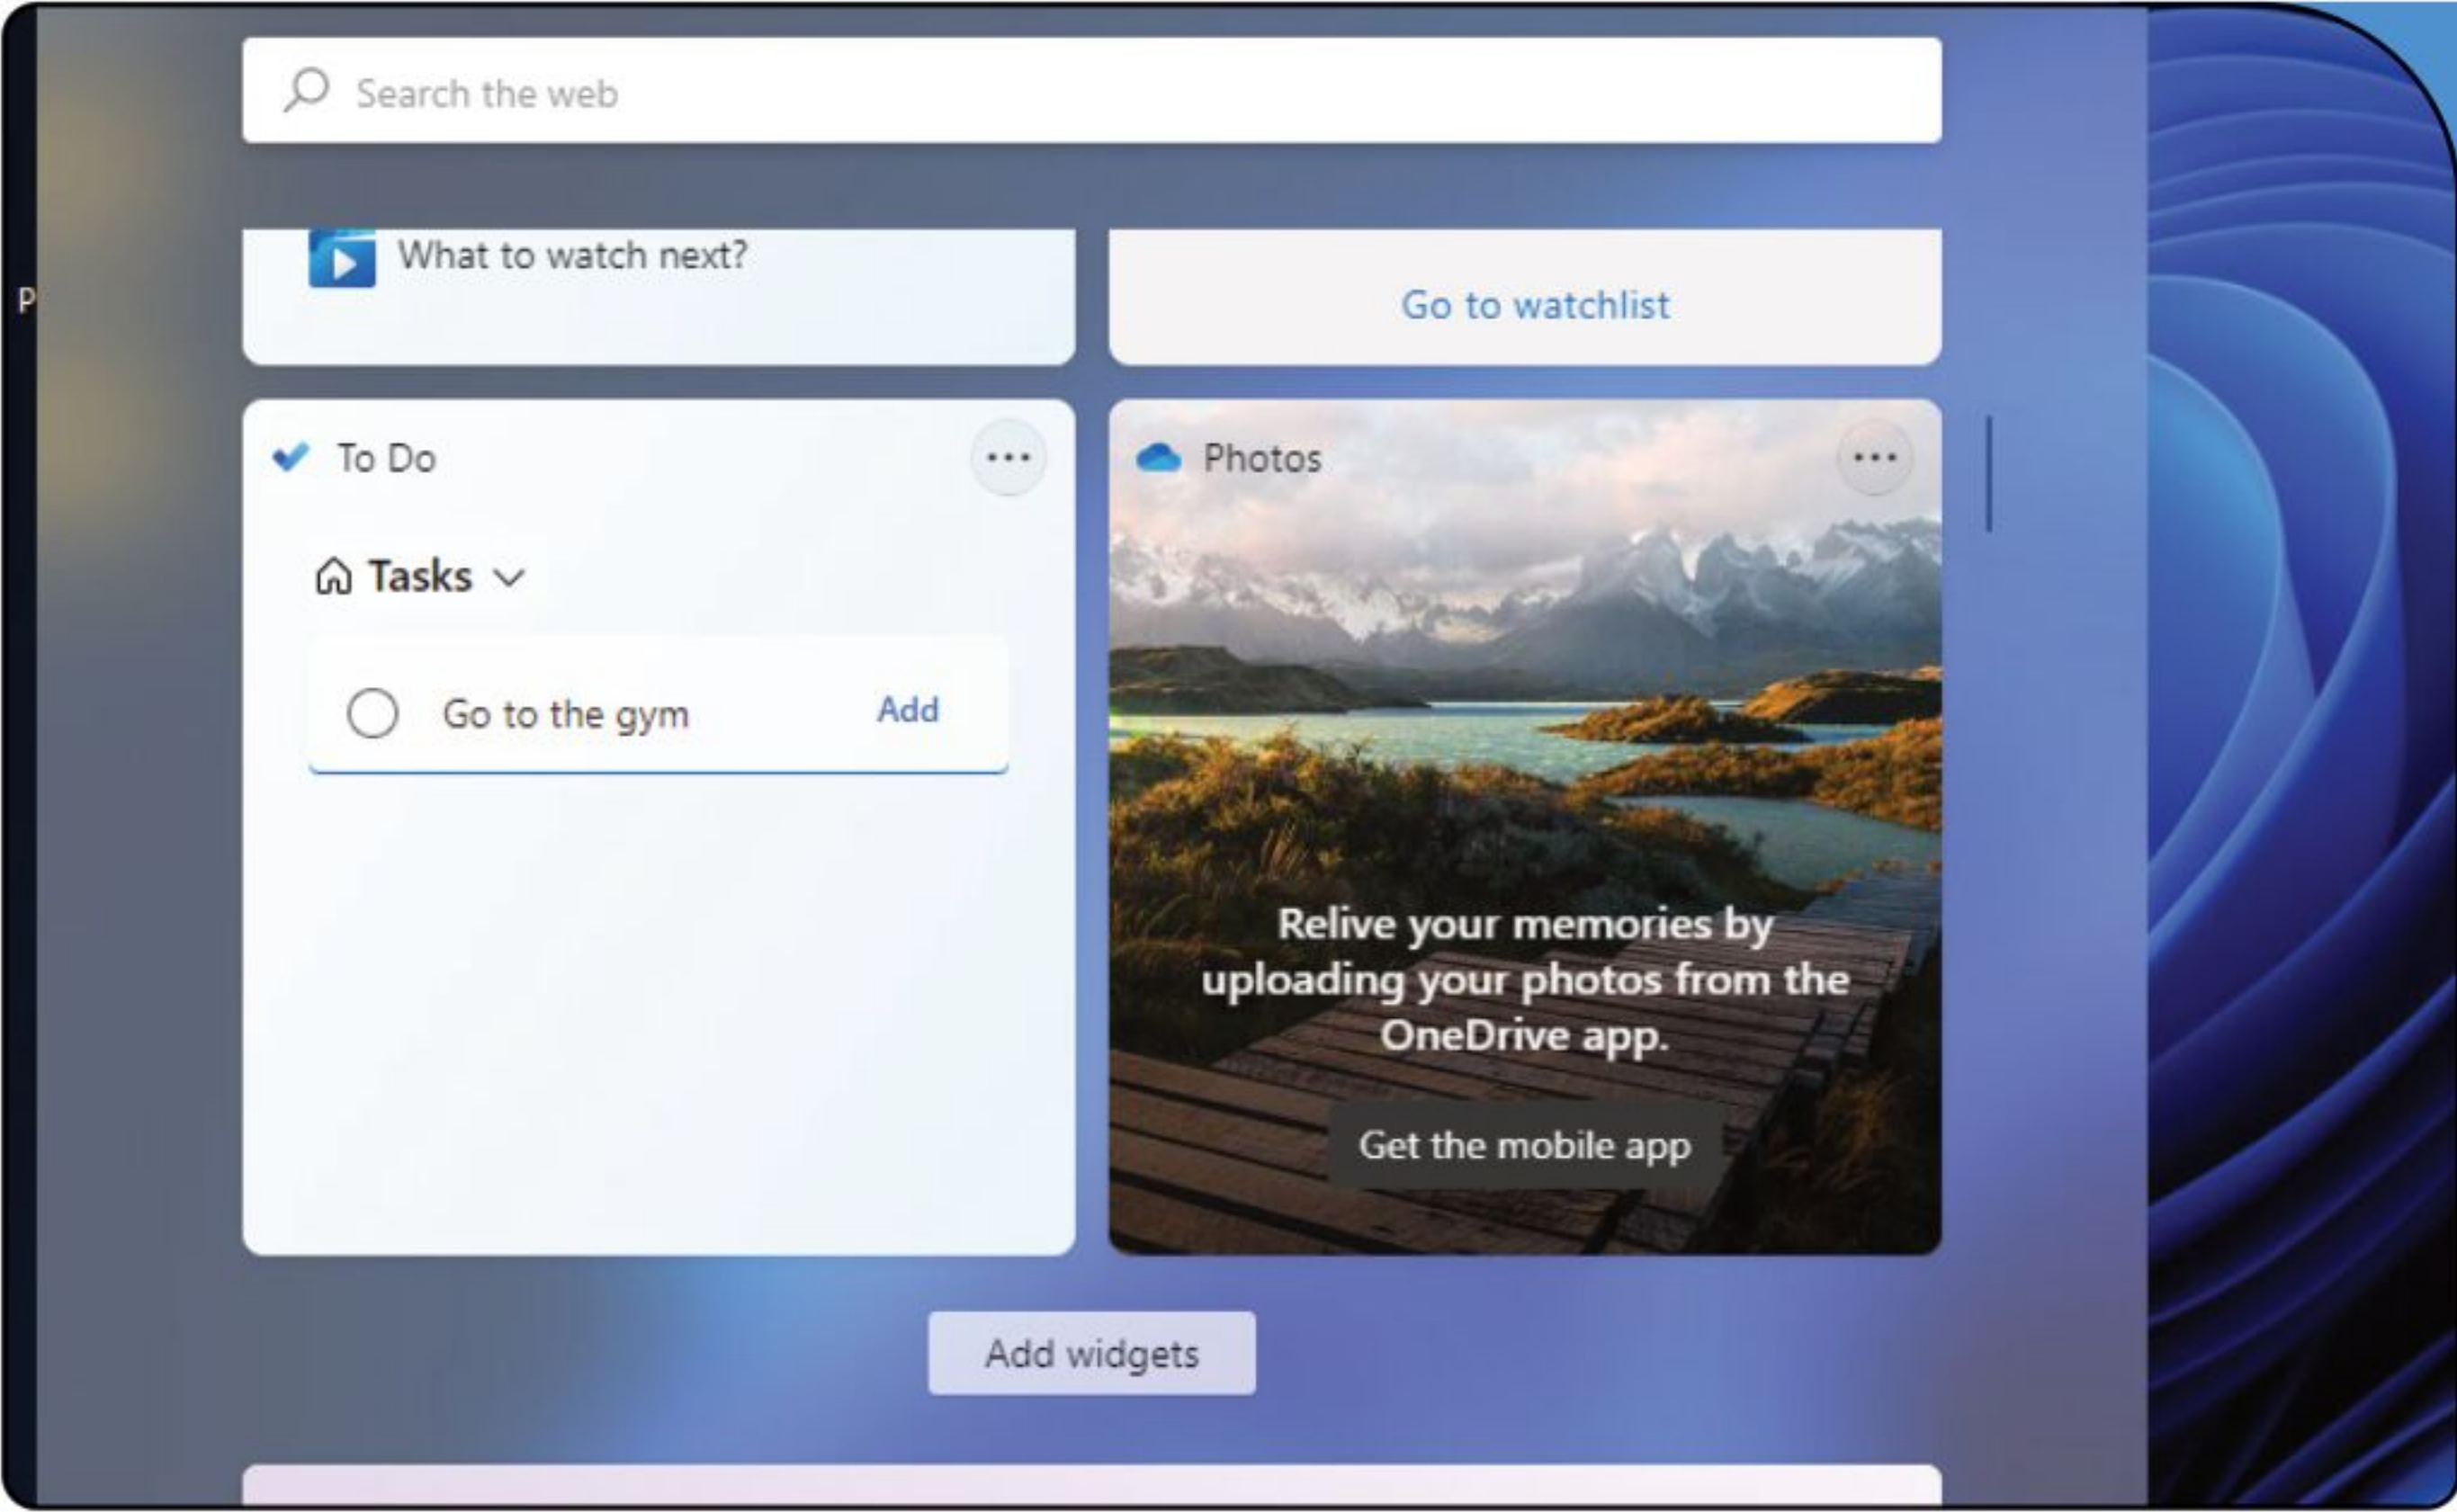 Search the web
What to watch next?
Go to watchlist
P
To Do
Tasks
Go to the gym Add
Photos
Relive your memories by
uploading your photos from the
OneDrive app.
Get the mobile app
Add widgets